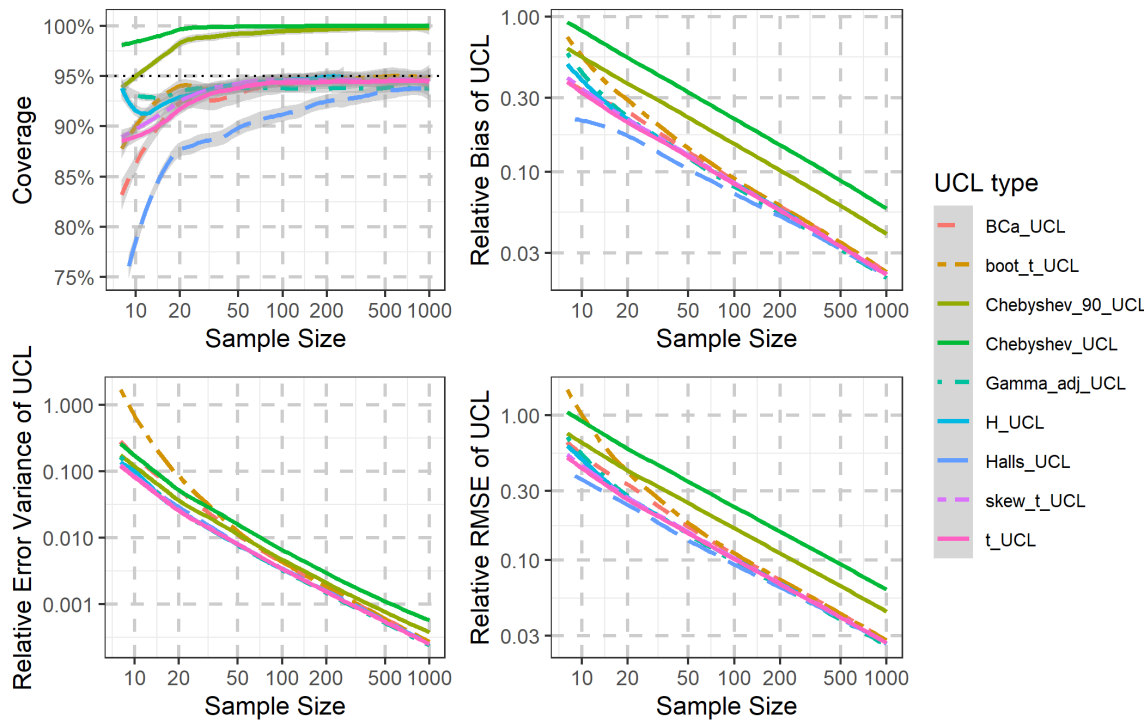 100%
95%
90%
85%
80%
75%
Coverage
10 20 50 100 200 500 1000
Sample Size
1.00
0.30
0.10
0.03
Relative Bias of UCL
10 20 50 100 200 500 1000
Sample Size
1.000
0.100
0.010
0.001
Relative Error Variance of UCL
10 20 50 100 200 500 1000
Sample Size
1.00
0.30
0.10
0.03
Relative RMSE of UCL
10 20 50 100 200 500 1000
Sample Size
UCL type
BCa_UCL
boot_t_UCL
Chebyshev_90_UCL
Chebyshev_UCL
Gamma_adj_UCL
H_UCL
Halls_UCL
skew_t_UCL
t_UCL